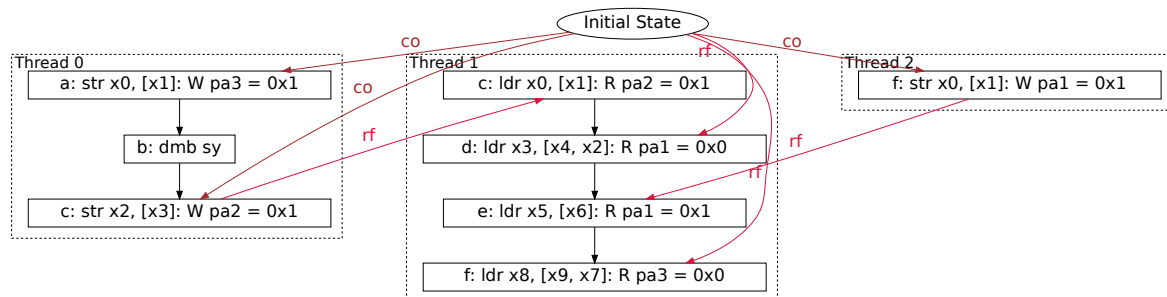 Initial State
co
rf
co
Thread 0
Thread 1
Thread 2
a: str x0, [x1]: W pa3 = 0x1
c: ldr x0, [x1]: R pa2 = 0x1
f: str x0, [x1]: W pa1 = 0x1
co
rf
rf
b: dmb sy
d: ldr x3, [x4, x2]: R pa1 = 0x0
rf
c: str x2, [x3]: W pa2 = 0x1
e: ldr x5, [x6]: R pa1 = 0x1
f: ldr x8, [x9, x7]: R pa3 = 0x0